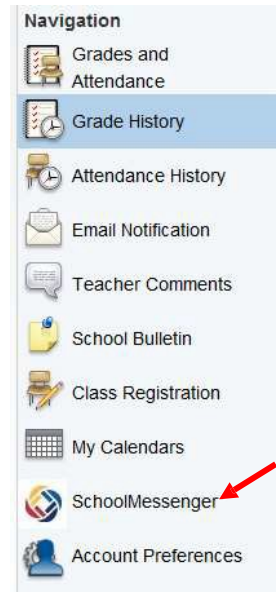 Navigation
Grades and
Attendance
Grade History
Attendance History
Email Notification
Teacher Comments
School Bulletin
Class Registration
My Calendars
SchoolMessenger
Account Preferences